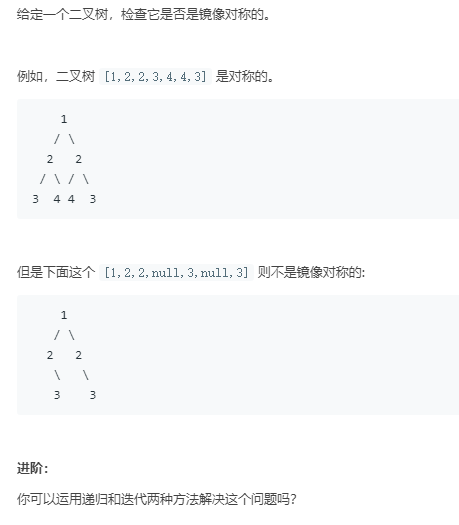 给定一个二叉树，检查它是否是镜像对称的。
例如，二叉树 [1,2,2,3,4,4,3] 是对称的。
    1
   / \
  2   2
 / \ / \
3  4 4  3
但是下面这个 [1,2,2,null,3,null,3] 则不是镜像对称的:
    1
   / \
  2   2
   \   \
   3    3
进阶：
你可以运用递归和迭代两种方法解决这个问题吗？